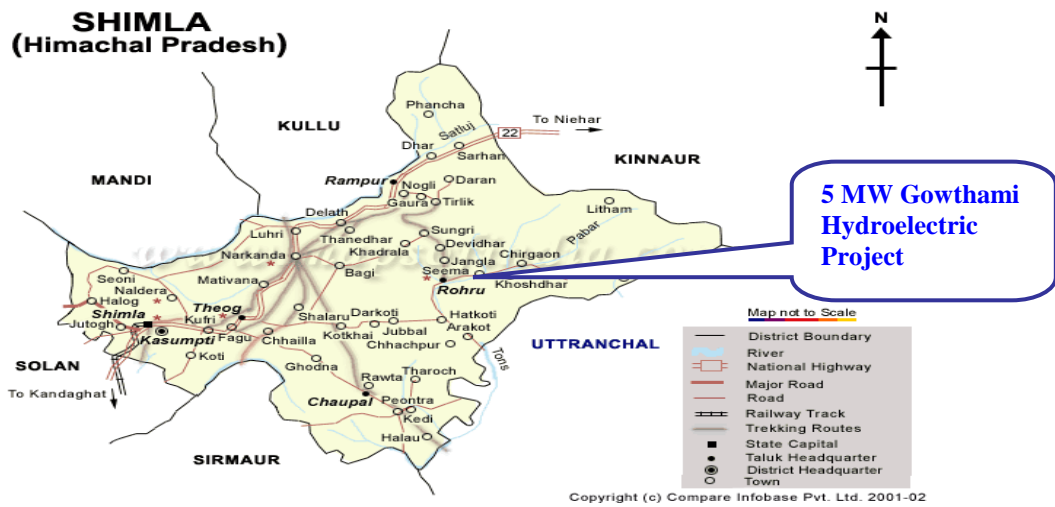 SHIMLA
(Himachal Pradesh)
N
Phancha
KULLU
Satluj
To Niehar
22
Dhar
Sarhan
KINNAUR
MANDI
Rampur
Nogli
Daran
Gaura
Tirlik
Litham
Delath
Luhri
Thanedhar
Sungri
Pabar
Khadrala
Devidhar
Narkanda
Jangla
Chirgaon
Bagi
Seema
Seoni
Mativana
Rohru
Khoshdhar
Naldera
Halog
Shimla
Theog
Shalaru
Darkoti
Hatkoti
Jutogh
Kufri
Jubbal
Arakot
Kasumpti
Fagu
Chhailla
Kotkhai
Chhachpur
UTTRANCHAL
SOLAN
Koti
Ghodna
Tons
Rawta
Tharoch
To Kandaghat
Chaupal
Peontra
Kedi
Halau
SIRMAUR
5 MW Gowthami
Hydroelectric
Project
Map not to Scale
District Boundary
River
National Highway
Major Road
Road
Railway Track
Trekking Routes
State Capital
Taluk Headquarter
District Headquarter
Town
Copyright (c) Compare Infobase Pvt. Ltd. 2001-02